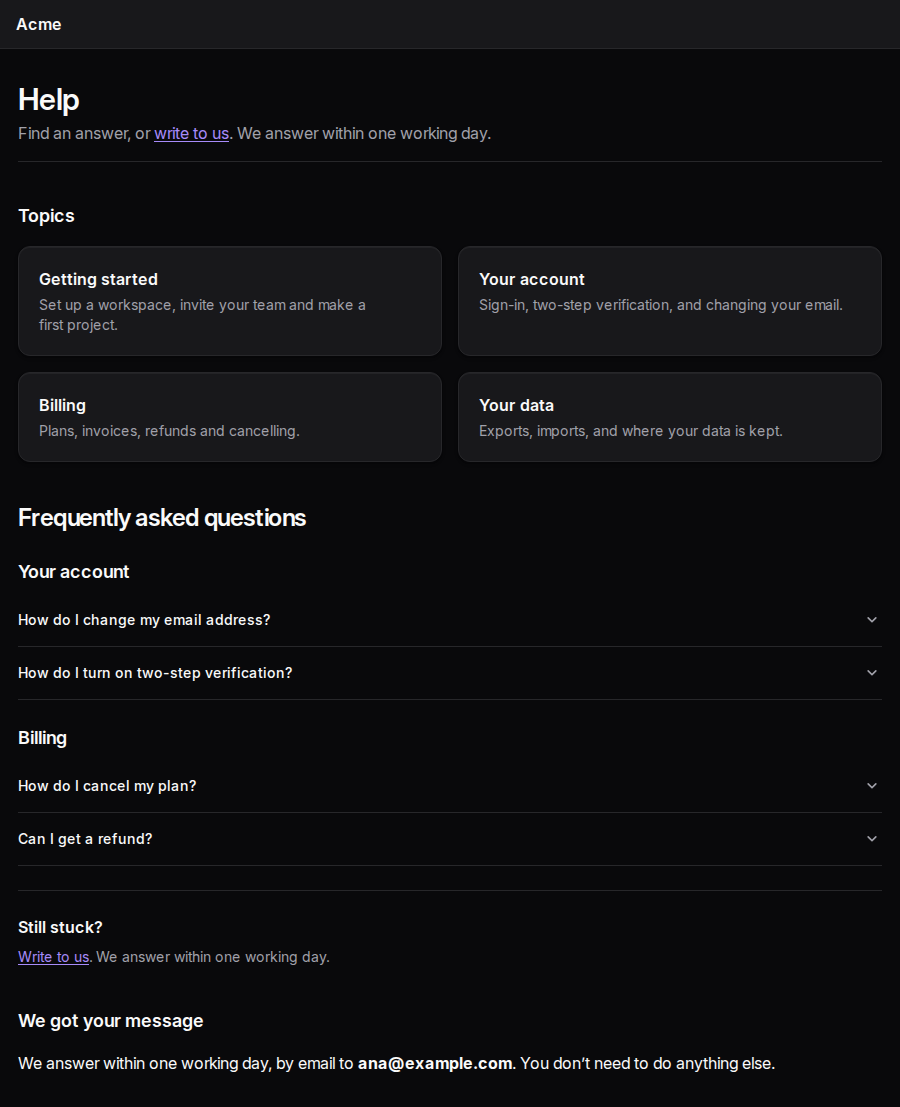 Acme
Help
Find an answer, or write to us. We answer within one working day.
Topics
Getting started
Set up a workspace, invite your team and make a
first project.
Your account
Sign-in, two-step verification, and changing your email.
Billing
Plans, invoices, refunds and cancelling.
Your data
Exports, imports, and where your data is kept.
Frequently asked questions
Your account
How do I change my email address?
How do I turn on two-step verification?
Billing
How do I cancel my plan?
Can I get a refund?
Still stuck?
Write to us. We answer within one working day.
We got your message
We answer within one working day, by email to ana@example.com. You don’t need to do anything else.